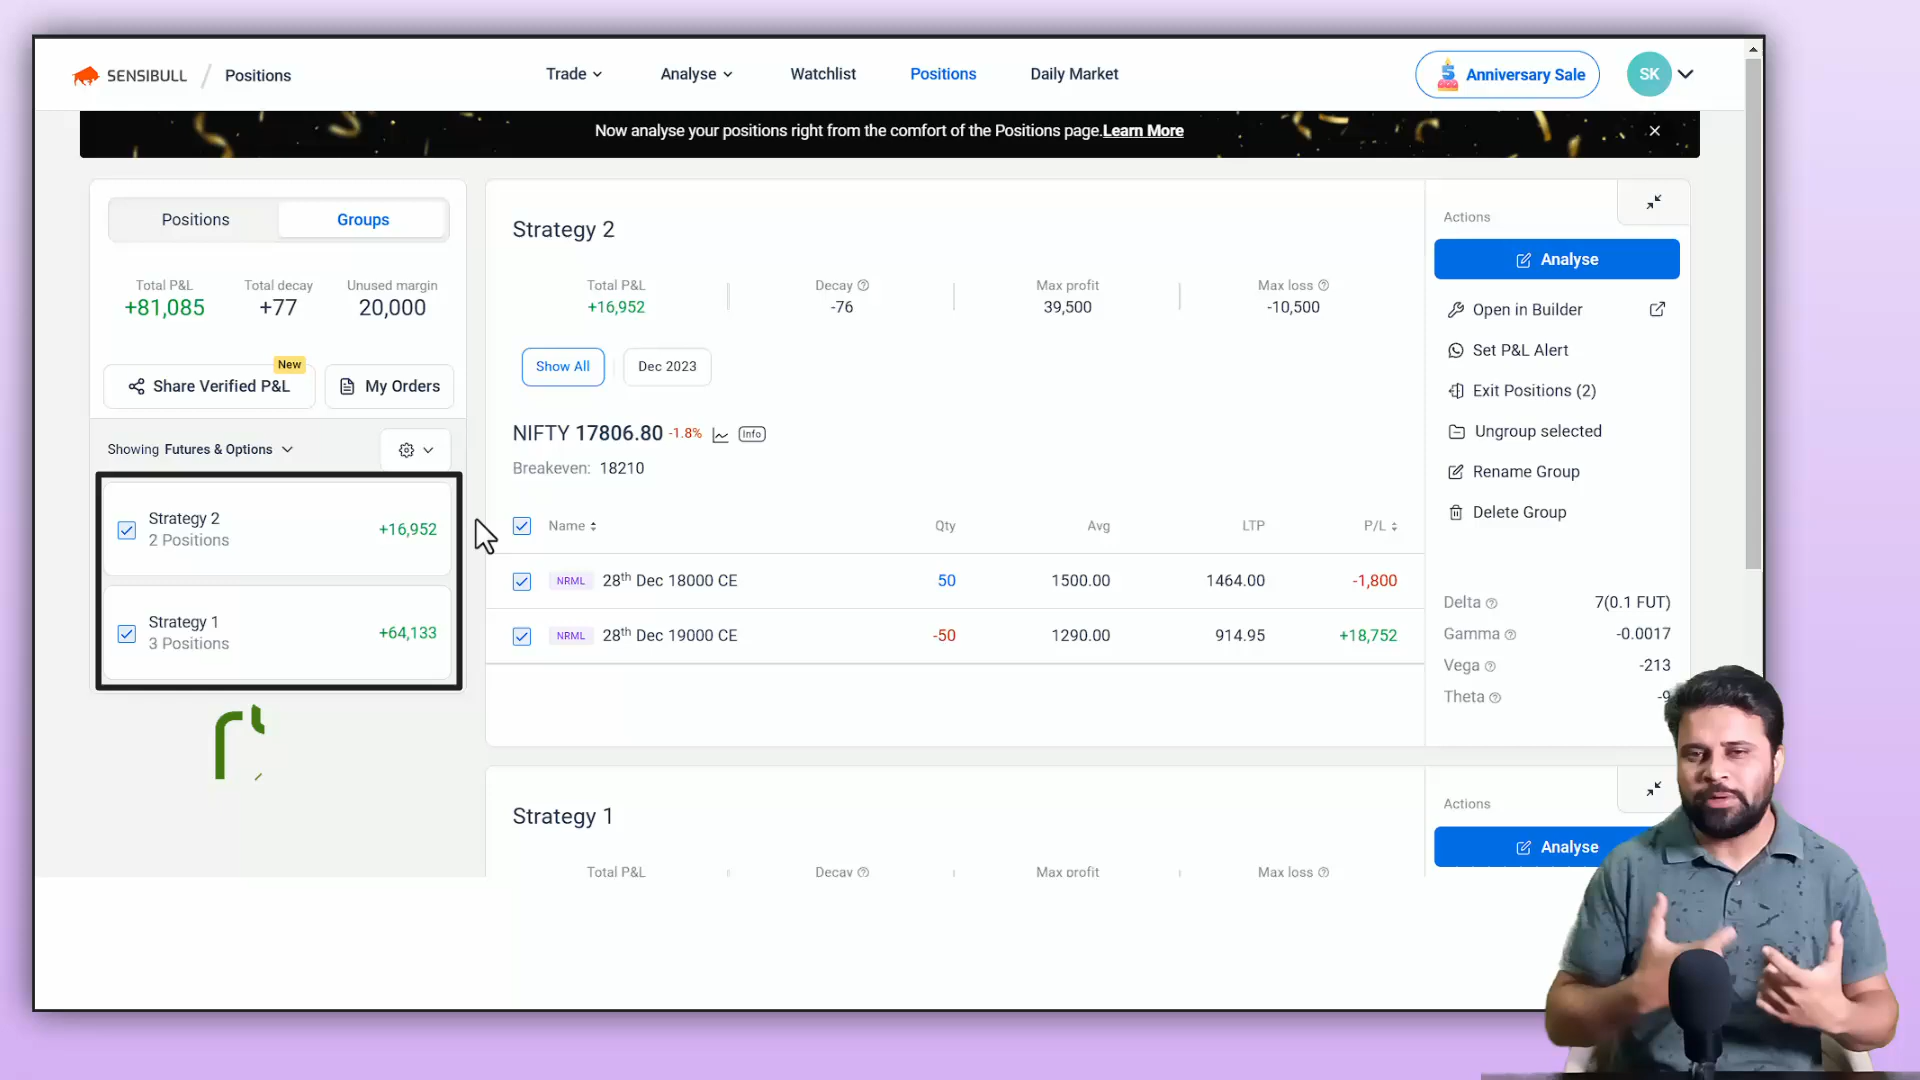 SENSIBULL / Positions
Trade
Analyse
Watchlist
Positions
Daily Market
5 Anniversary Sale
SK
Now analyse your positions right from the comfort of the Positions page.Learn More
Positions
Groups
Total P&L
Total decay
Unused margin
+81,085
+77
20,000
New
Share Verified P&L
My Orders
Showing Futures & Options
Strategy 2
2 Positions
+16,952
Strategy 1
3 Positions
+64,133
Strategy 2
Total P&L
Decay
Max profit
Max loss
+16,952
-76
39,500
-10,500
Show All
Dec 2023
NIFTY 17806.80 -1.8% Info
Breakeven: 18210
Name Qty Avg LTP P/L
NRML 28th Dec 18000 CE 50 1500.00 1464.00 -1,800
NRML 28th Dec 19000 CE -50 1290.00 914.95 +18,752
Actions
Analyse
Open in Builder
Set P&L Alert
Exit Positions (2)
Ungroup selected
Rename Group
Delete Group
Delta 7(0.1 FUT)
Gamma -0.0017
Vega -213
Theta
Strategy 1
Total P&L
Decay
Max profit
Max loss
Actions
Analyse